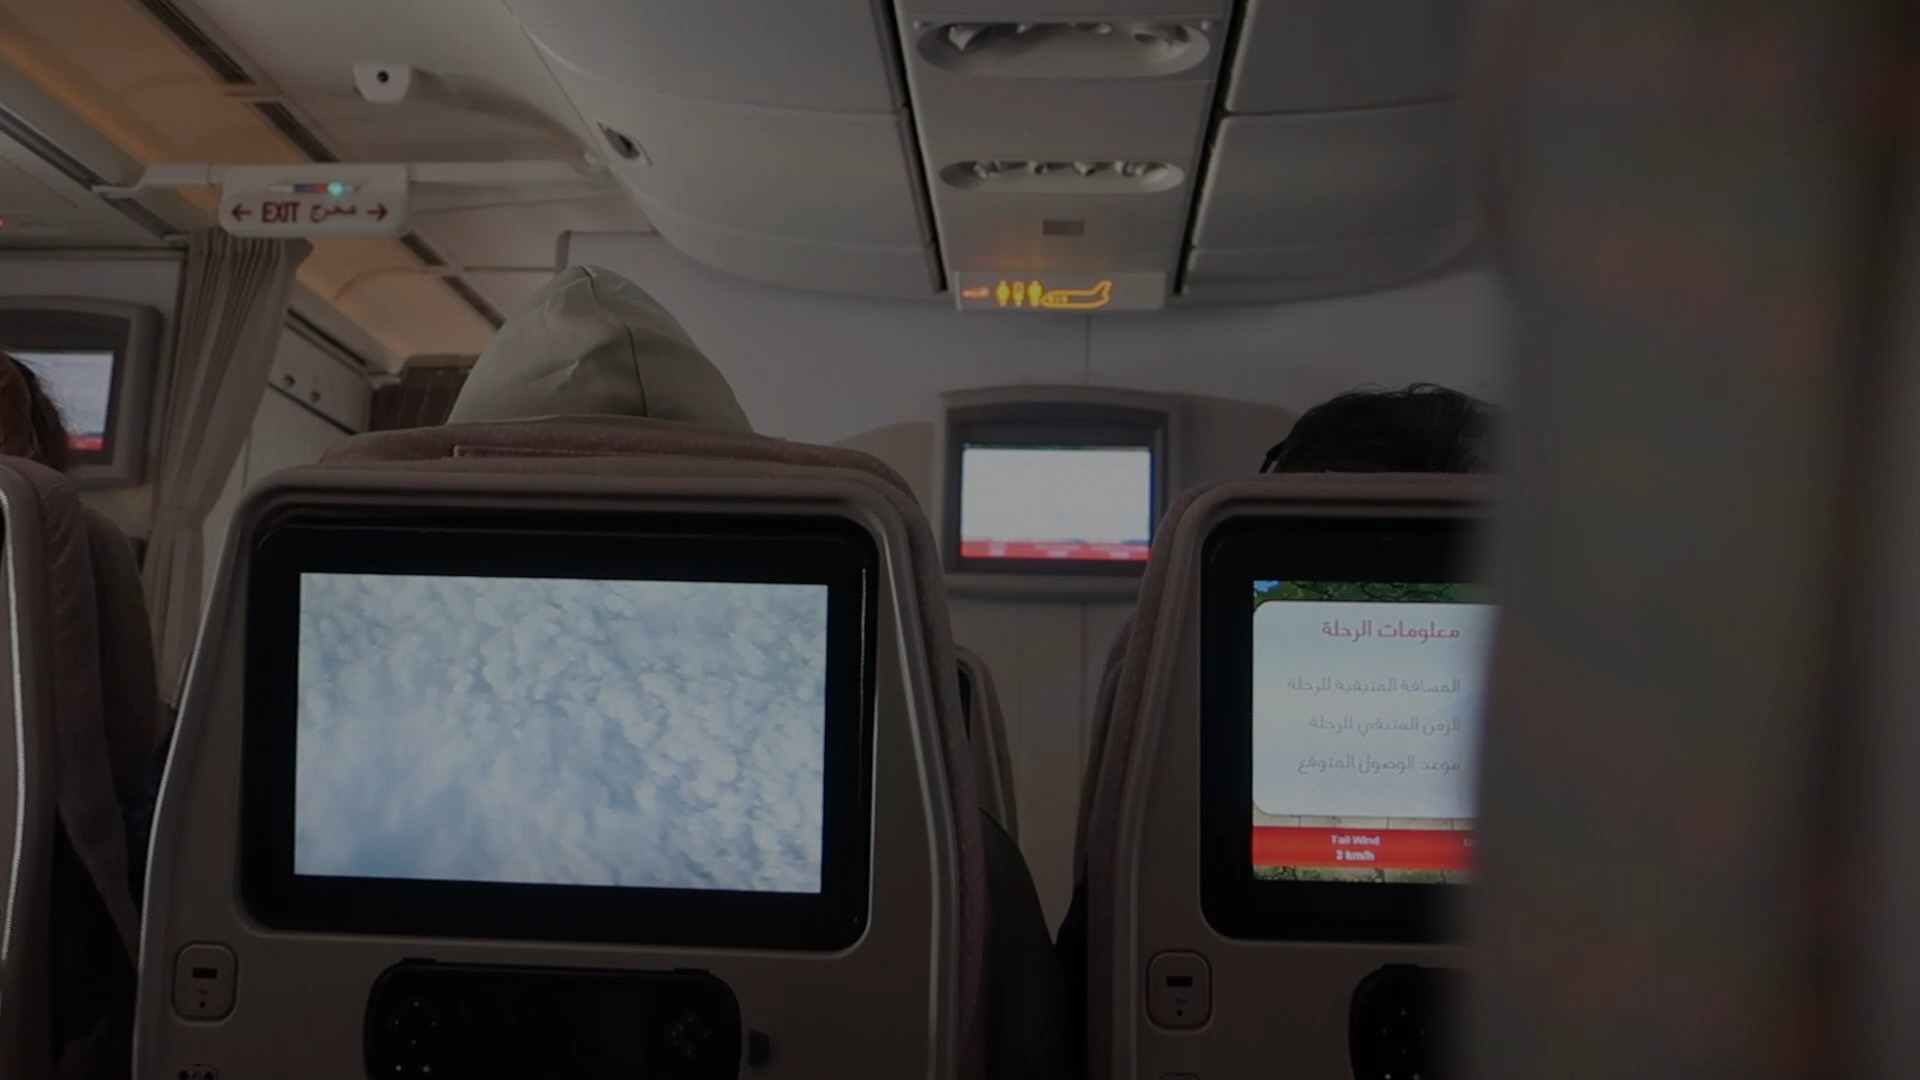 ← EXIT مخرج →
معلومات الرحلة
المسافة المتبقية للرحلة
الزمن المتبقي للرحلة
موعد الوصول المتوقع
Tail Wind
3 km/h